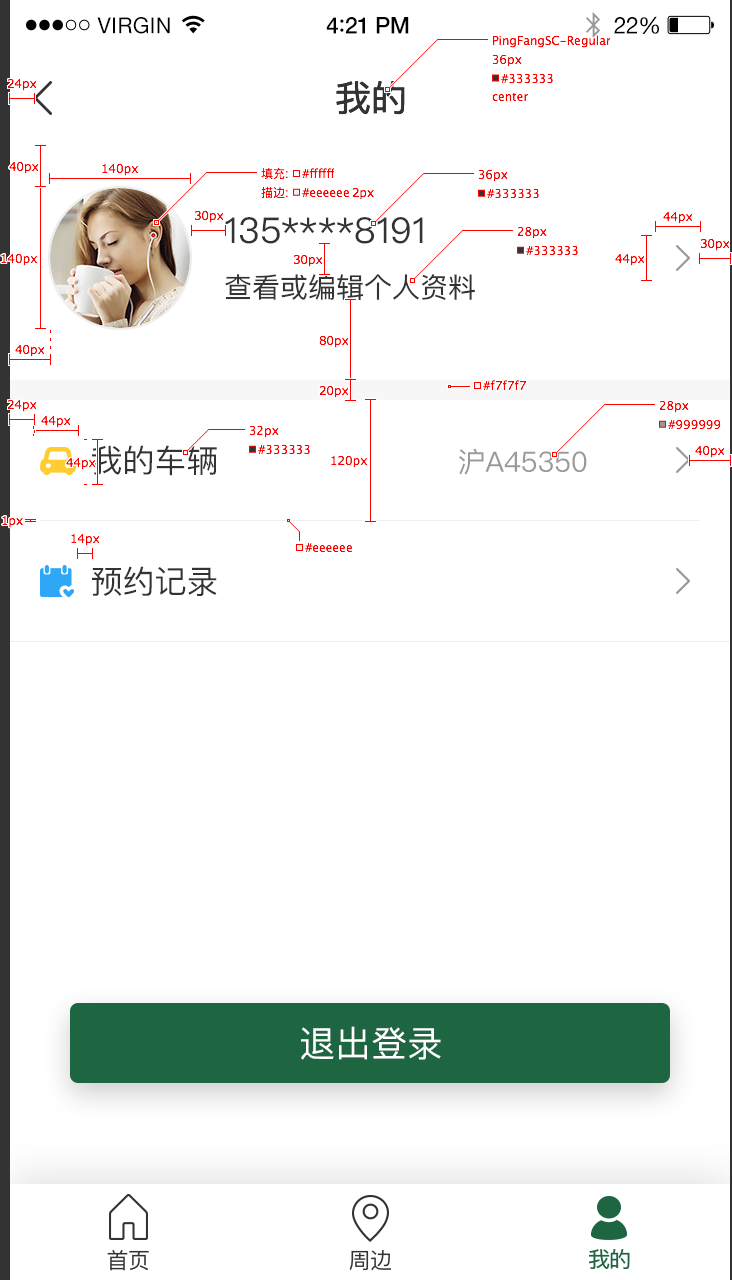 VIRGIN 4:21 PM 22%
PingFangSC-Regular
36px
#333333
center
24px
我的
40px
140px
填充: #ffffff
描边: #eeeeee 2px
36px
#333333
30px
135****8191
28px
#333333
44px
30px
140px
30px
44px
查看或编辑个人资料
80px
40px
20px
#f7f7f7
24px
44px
28px
#999999
32px
#333333
44px
我的车辆
120px
沪A45350
40px
1px
#eeeeee
14px
预约记录
退出登录
首页
周边
我的